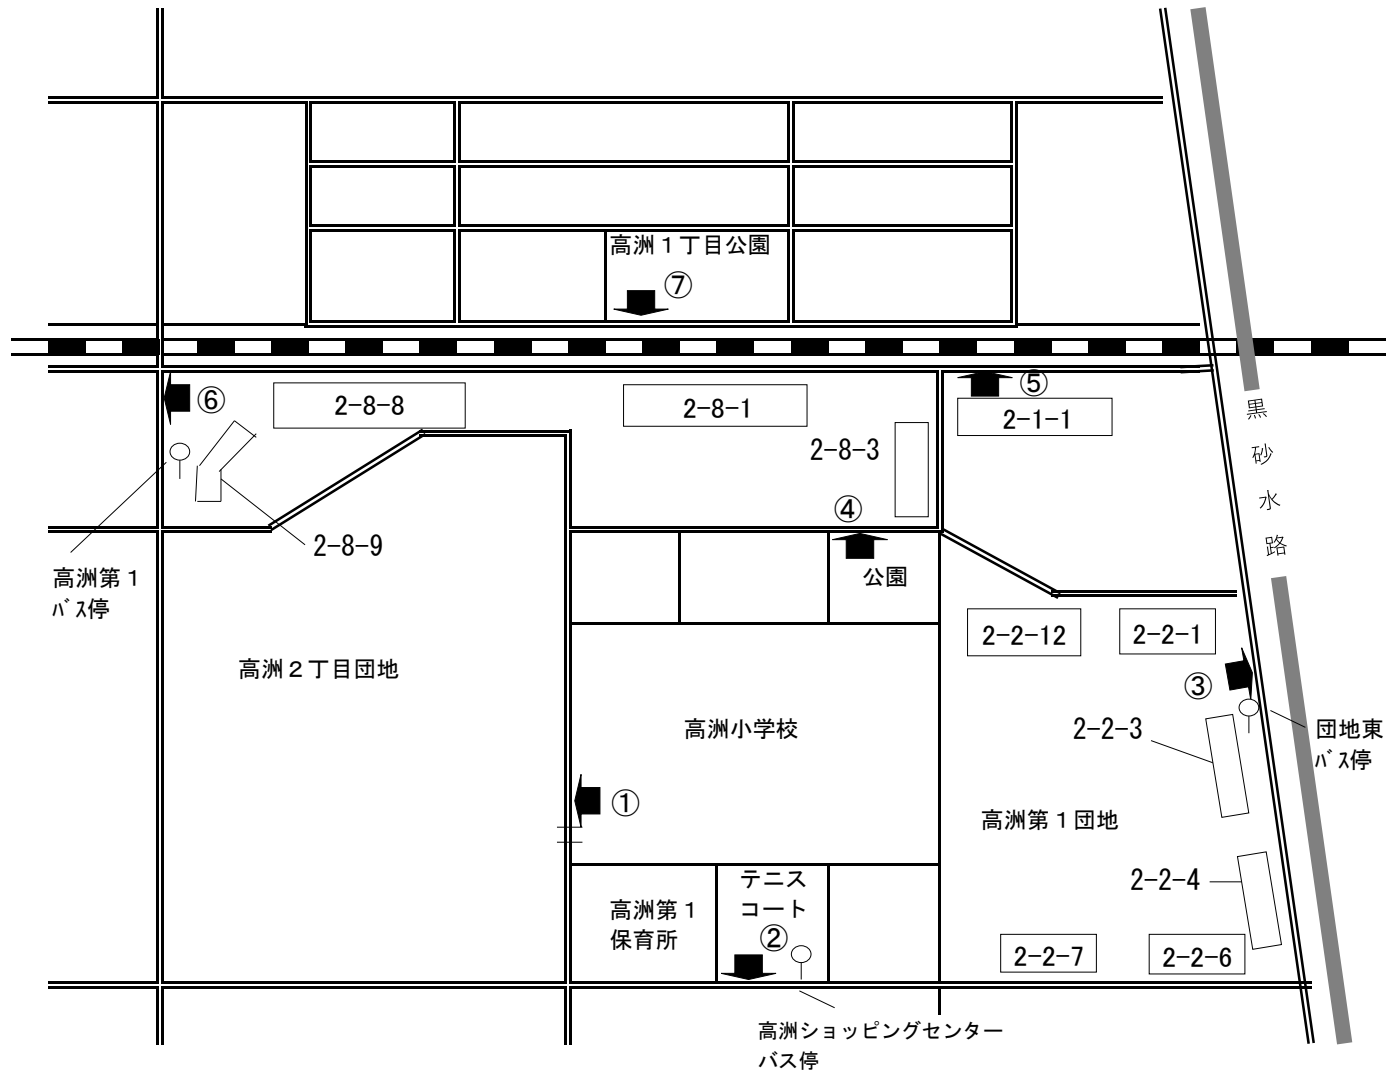 高洲１丁目公園
⑦
⑥
2-8-8
2-8-1
⑤
2-1-1
2-8-3
④
黒砂水路
2-8-9
高洲第１
バス停
公園
2-2-12
2-2-1
高洲２丁目団地
③
高洲小学校
2-2-3
団地東
バス停
①
高洲第１団地
テニス
コート
2-2-4
高洲第１
保育所
②
2-2-7
2-2-6
高洲ショッピングセンター
バス停